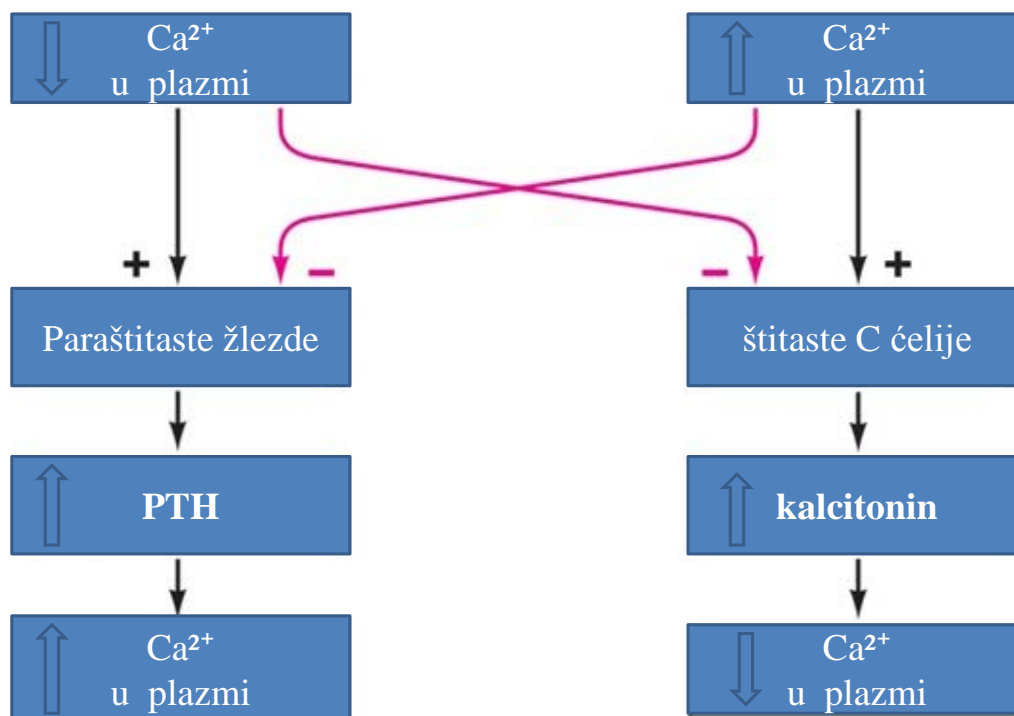 Ca²⁺
u plazmi
Ca²⁺
u plazmi
+
−
−
+
Paraštitaste žlezde
štitaste C ćelije
PTH
kalcitonin
Ca²⁺
u plazmi
Ca²⁺
u plazmi